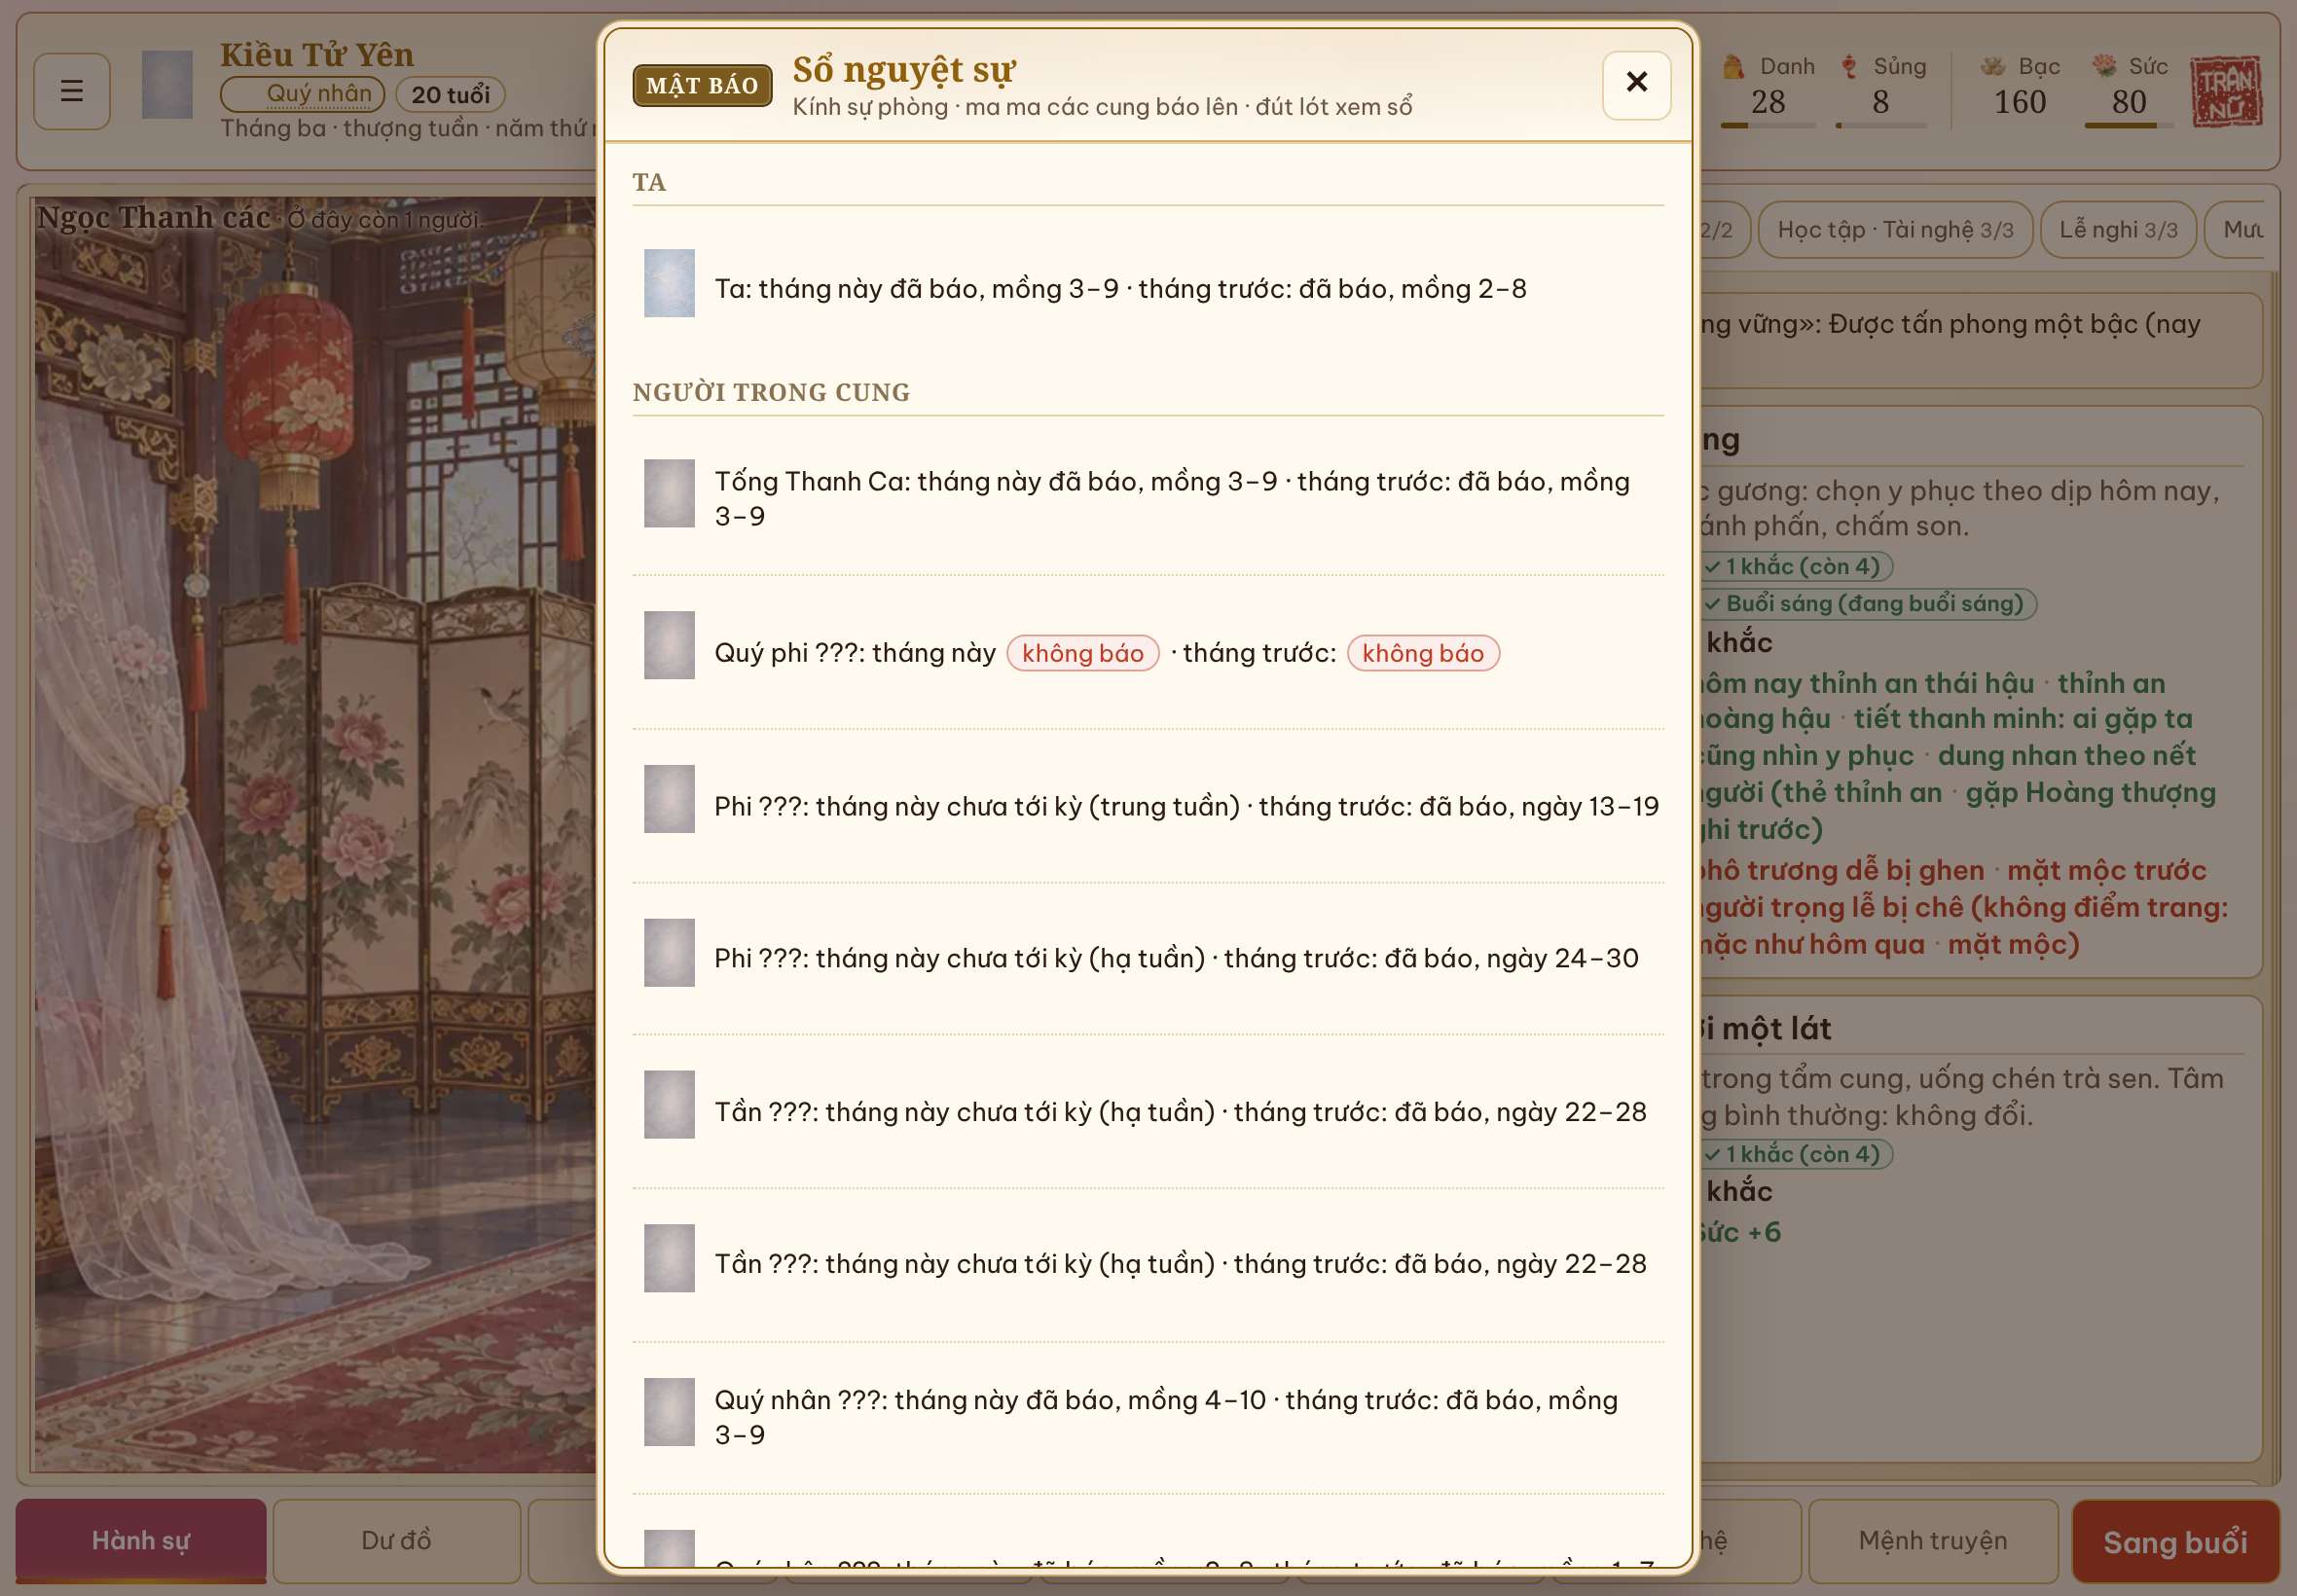 ☰
Kiều Tử Yên
Quý nhân
20 tuổi
Tháng ba · thượng tuần · năm thứ
Danh
28
Sủng
8
Bạc
160
Sức
80
TRÂN
NỮ
MẬT BÁO
Sổ nguyệt sự
Kính sự phòng · ma ma các cung báo lên · đút lót xem sổ
✕
TA
Ta: tháng này đã báo, mồng 3–9 · tháng trước: đã báo, mồng 2–8
NGƯỜI TRONG CUNG
Tống Thanh Ca: tháng này đã báo, mồng 3–9 · tháng trước: đã báo, mồng
3–9
Quý phi ???: tháng này không báo · tháng trước: không báo
Phi ???: tháng này chưa tới kỳ (trung tuần) · tháng trước: đã báo, ngày 13–19
Phi ???: tháng này chưa tới kỳ (hạ tuần) · tháng trước: đã báo, ngày 24–30
Tần ???: tháng này chưa tới kỳ (hạ tuần) · tháng trước: đã báo, ngày 22–28
Tần ???: tháng này chưa tới kỳ (hạ tuần) · tháng trước: đã báo, ngày 22–28
Quý nhân ???: tháng này đã báo, mồng 4–10 · tháng trước: đã báo, mồng
3–9
Ngọc Thanh các · Ở đây còn 1 người.
2/2
Học tập · Tài nghệ 3/3
Lễ nghi 3/3
vững»: Được tấn phong một bậc (nay
gương: chọn y phục theo dịp hôm nay,
phấn, chấm son.
✓ 1 khắc (còn 4)
✓ Buổi sáng (đang buổi sáng)
khắc
nay thỉnh an thái hậu · thỉnh an
hậu · tiết thanh minh: ai gặp ta
nhìn y phục · dung nhan theo nết
(thẻ thỉnh an · gặp Hoàng thượng
trước)
trương dễ bị ghen · mặt mộc trước
trọng lễ bị chê (không điểm trang:
như hôm qua · mặt mộc)
một lát
trong tẩm cung, uống chén trà sen. Tâm
bình thường: không đổi.
✓ 1 khắc (còn 4)
khắc
+6
Hành sự
Dư đồ
Mệnh truyện
Sang buổi